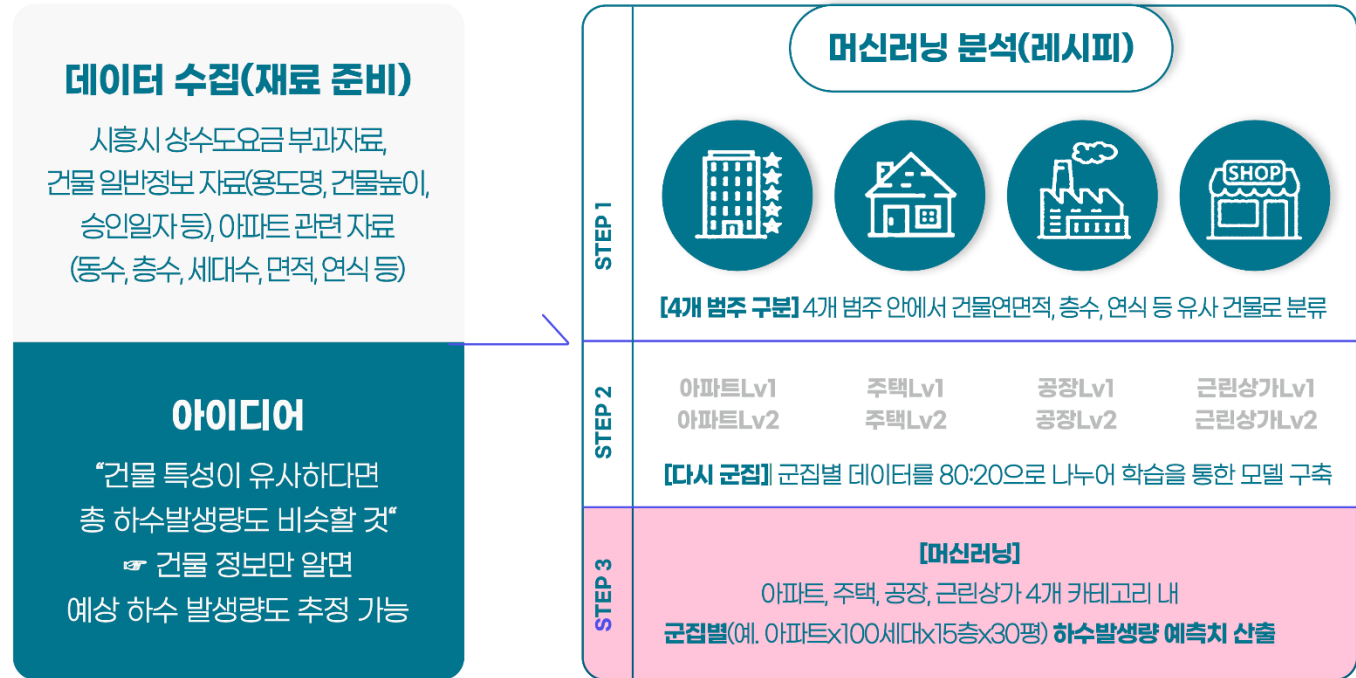 데이터 수집(재료 준비)
시흥시 상수도요금 부과자료,
건물 일반정보 자료(용도명, 건물높이,
승인일자 등), 아파트 관련 자료
(동수, 층수, 세대수, 면적, 연식 등)
아이디어
“건물 특성이 유사하다면
총 하수발생량도 비슷할 것“
☞ 건물 정보만 알면
예상 하수 발생량도 추정 가능
머신러닝 분석(레시피)
STEP 1
SHOP
[4개 범주 구분] 4개 범주 안에서 건물연면적, 층수, 연식 등 유사 건물로 분류
STEP 2
아파트Lv1 주택Lv1 공장Lv1 근린상가Lv1
아파트Lv2 주택Lv2 공장Lv2 근린상가Lv2
[다시 군집] 군집별 데이터를 80:20으로 나누어 학습을 통한 모델 구축
STEP 3
[머신러닝]
아파트, 주택, 공장, 근린상가 4개 카테고리 내
군집별(예. 아파트x100세대x15층x30평) 하수발생량 예측치 산출